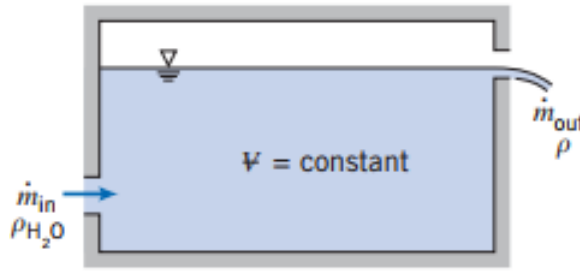 V̶ = constant
ṁin
ρH₂O
ṁout
ρ